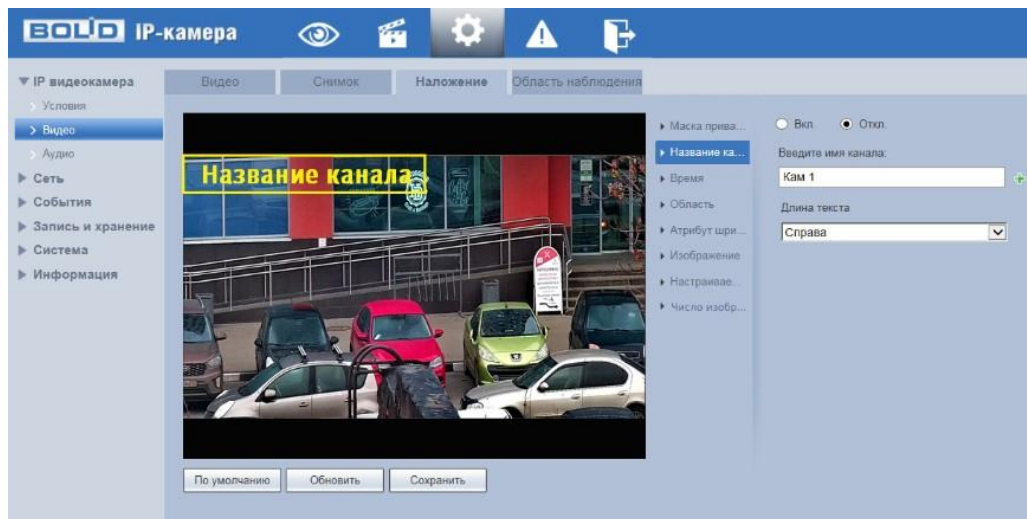 BOLID IP-камера
IP видеокамера
Условия
Видео
Аудио
Сеть
События
Запись и хранение
Система
Информация
Видео
Снимок
Наложение
Область наблюдения
Название канала
По умолчанию
Обновить
Сохранить
Маска прива...
Название ка...
Время
Область
Атрибут шри...
Изображение
Настраивае...
Число изобр...
Вкл. Откл.
Введите имя канала:
Кам 1
Длина текста
Справа